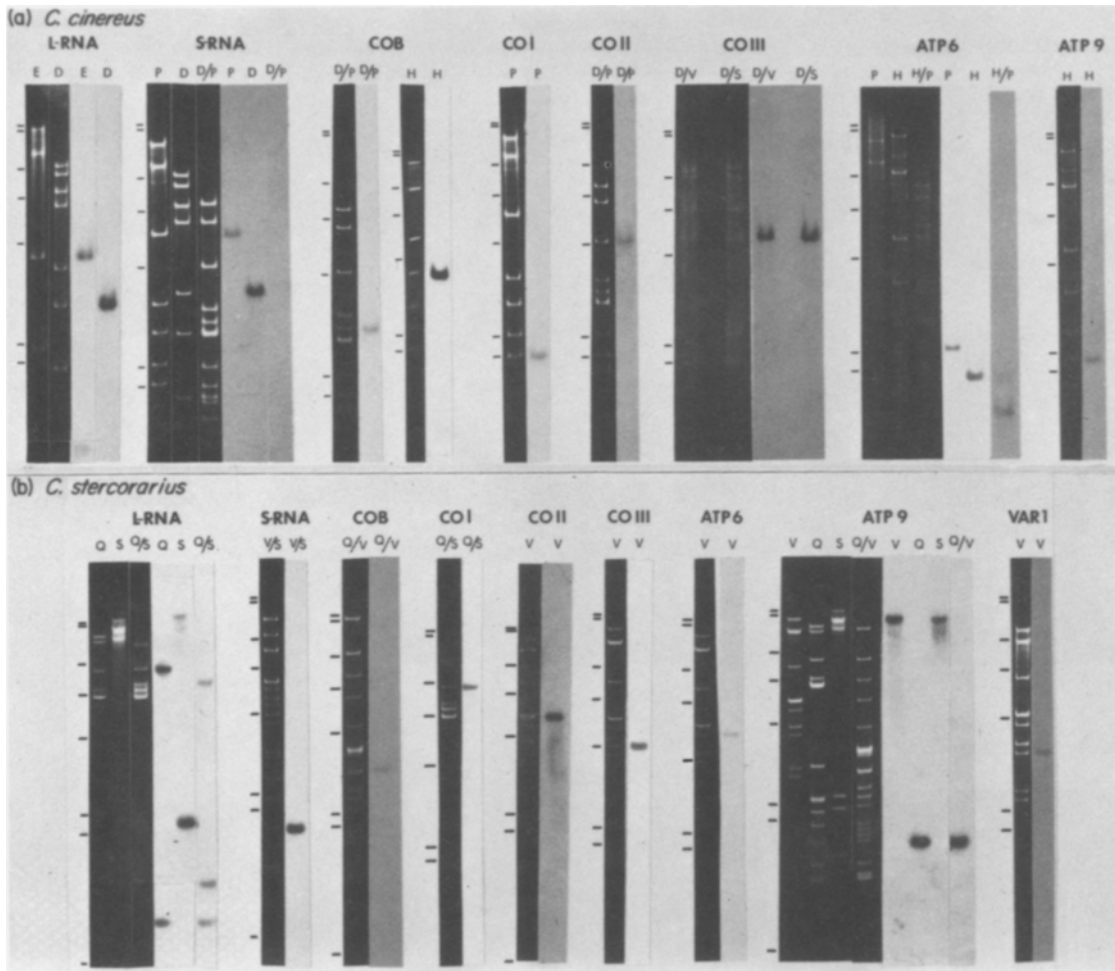 (a) C. cinereus
L-RNA S-RNA COB CO I CO II CO III ATP6 ATP 9
E D E D P D D/P P D D/P D/P D/P H H P P D/P D/P D/V D/S D/V D/S P H H/P P H H/P H H
(b) C. stercorarius
L-RNA S-RNA COB CO I CO II CO III ATP6 ATP 9 VAR1
Q S Q/S Q S Q/S V/S V/S Q/V Q/V Q/S Q/S V V V V V V V Q S Q/V V Q S Q/V V V